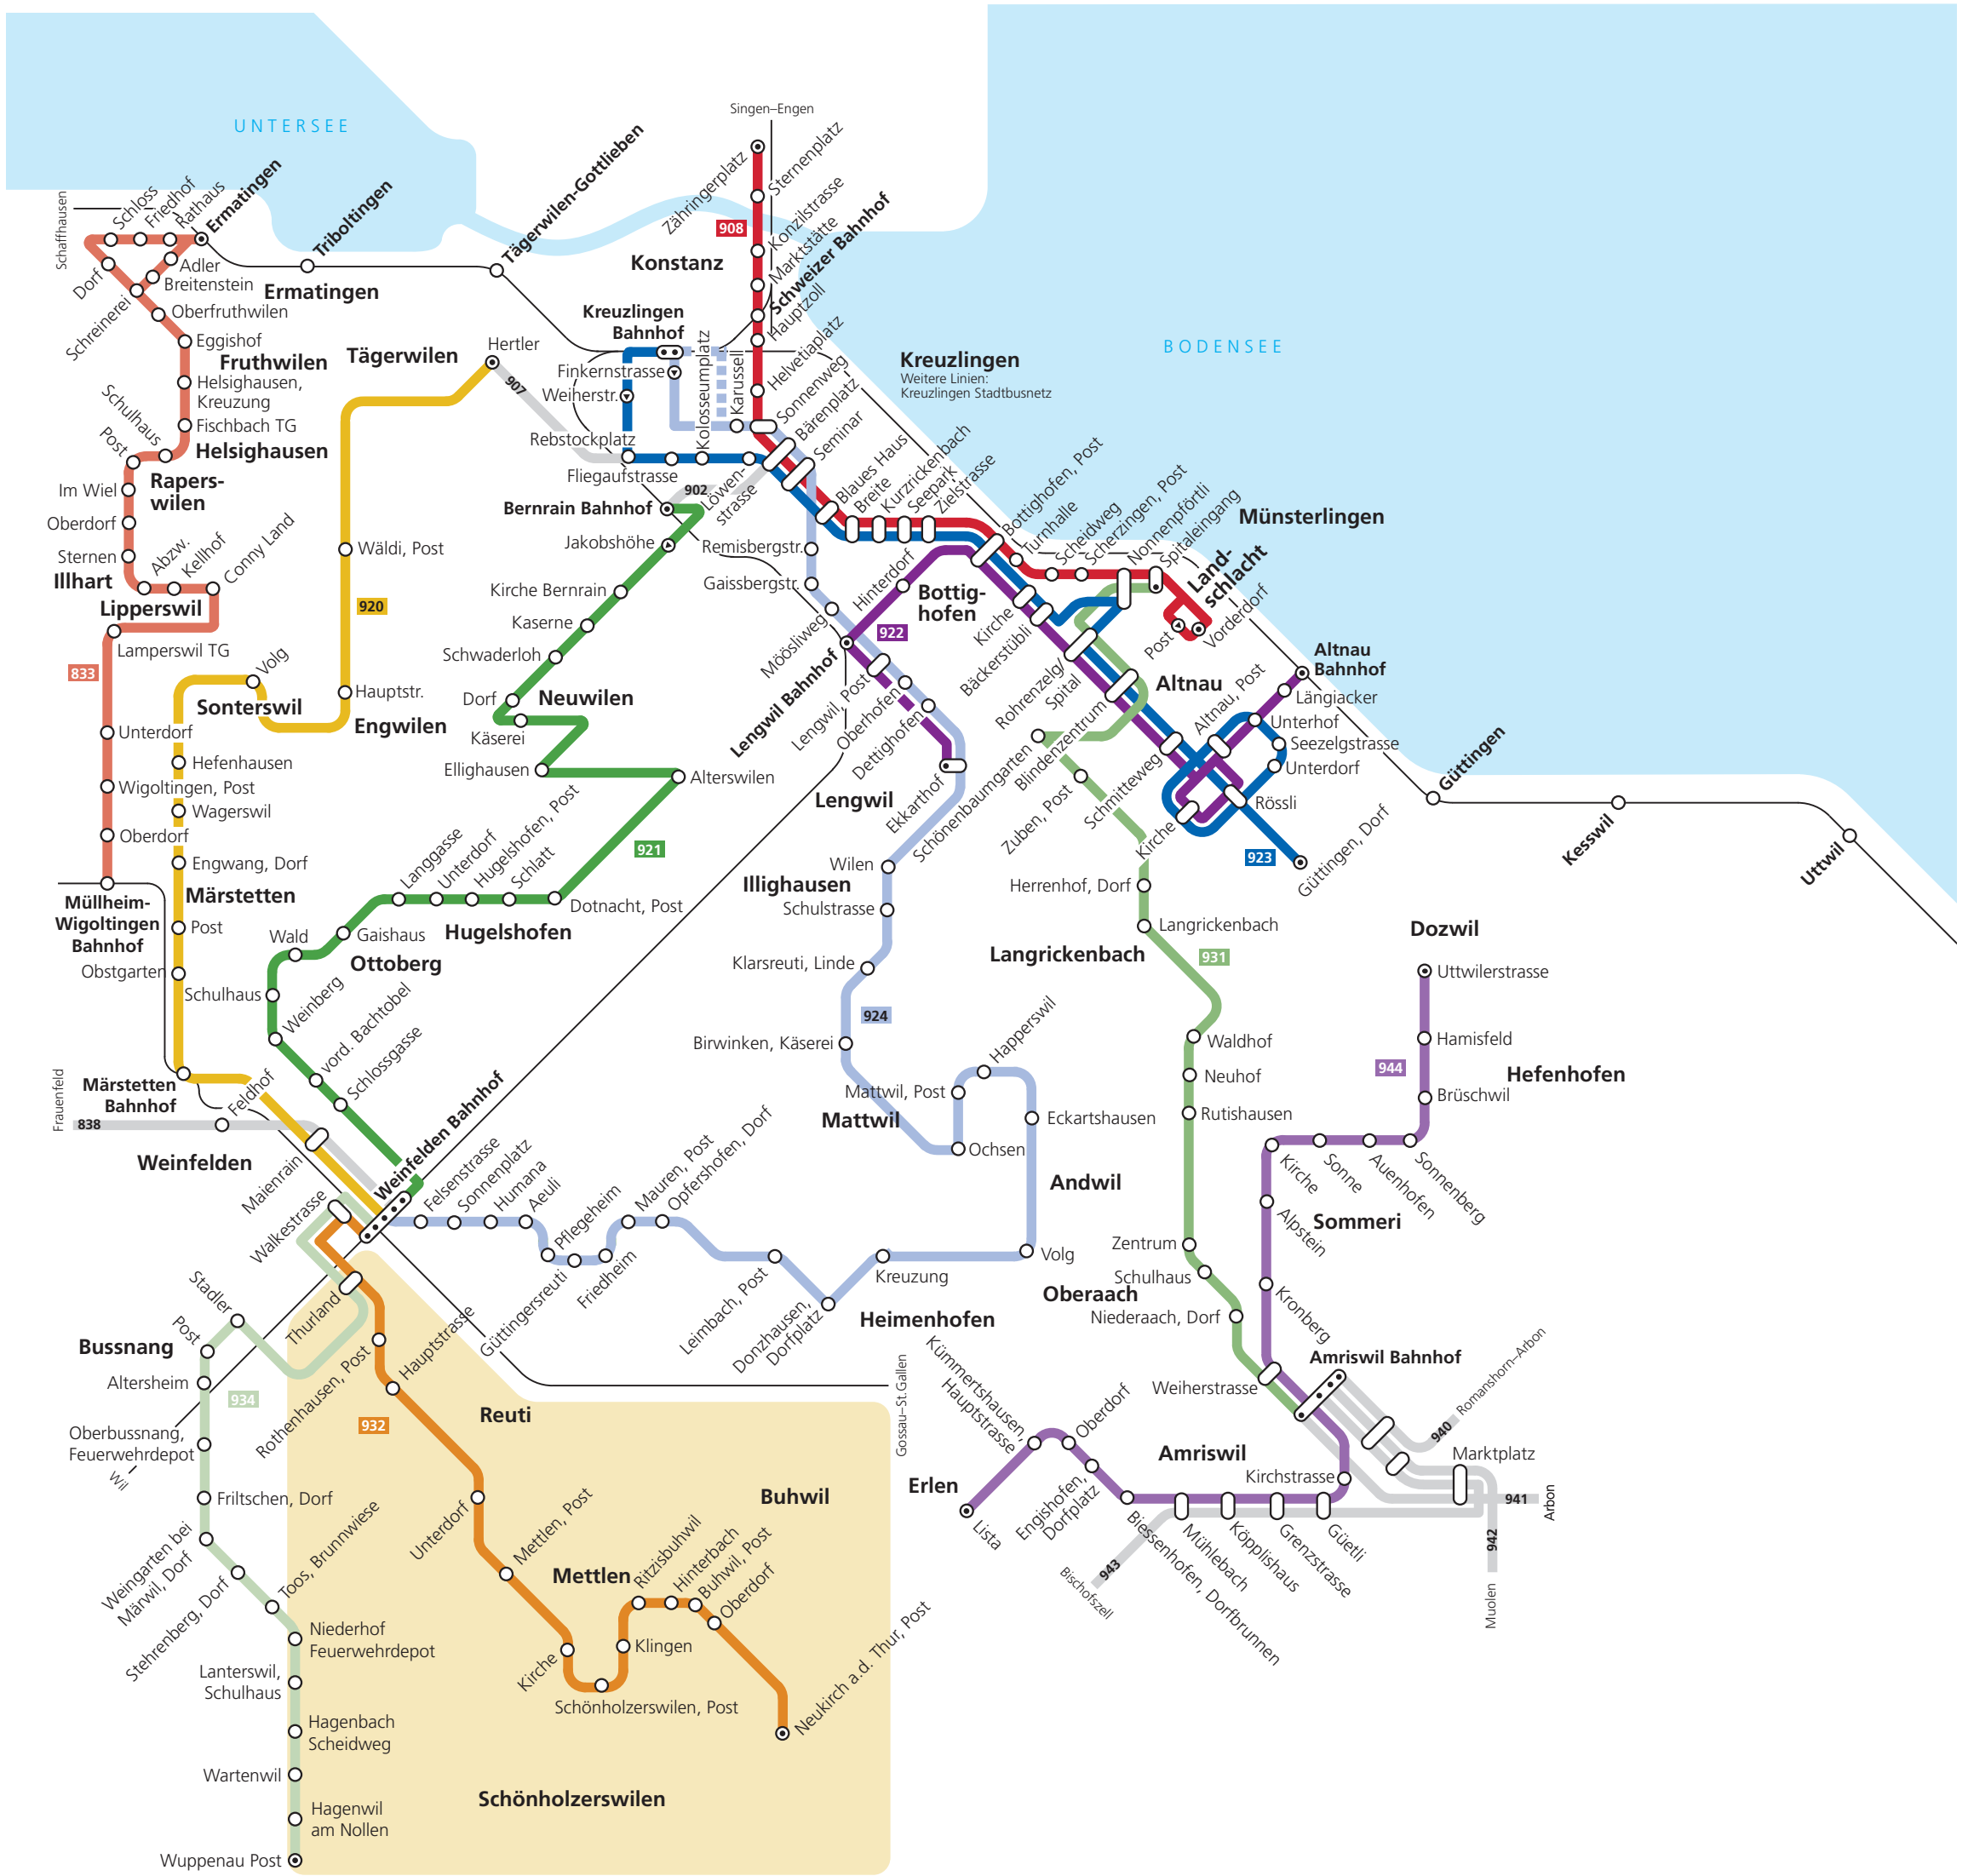 Singen–Engen
UNTERSEE
BODENSEE
Schaffhausen
Schloss
Friedhof
Rathaus
Ermatingen
Triboltingen
Tägerwilen-Gottlieben
Dorf
Adler
Breitenstein
Schreinerei
Ermatingen
Oberfruthwilen
Eggishof
Fruthwilen
Helsighausen,
Kreuzung
Fischbach TG
Schulhaus
Post
Helsighausen
Rapers-
wilen
Im Wiel
Oberdorf
Sternen
Abzw.
Kellhof
Conny Land
Illhart
Lipperswil
Lamperswil TG
833
Unterdorf
Wigoltingen, Post
Oberdorf
Müllheim-
Wigoltingen
Bahnhof
Tägerwilen
Hertler
907
Wäldi, Post
920
Hauptstr.
Engwilen
Volg
Sonterswil
Hefenhausen
Wagerswil
Engwang, Dorf
Märstetten
Post
Obstgarten
Märstetten
Bahnhof
Frauenfeld
838
Feldhof
Weinfelden
Maienrain
Weinfelden Bahnhof
Zähringerplatz
Sternenplatz
908
Konzilstrasse
Marktstätte
Schweizer Bahnhof
Hauptzoll
Konstanz
Helvetiaplatz
Kreuzlingen
Bahnhof
Finkernstrasse
Weiherstr.
Kolosseumplatz
Karussell
Sonnenweg
Bärenplatz
Seminar
Kreuzlingen
Weitere Linien:
Kreuzlingen Stadtbusnetz
Rebstockplatz
Fliegaufstrasse
Löwen-
strasse
902
Bernrain Bahnhof
Jakobshöhe
Kirche Bernrain
Kaserne
Schwaderloh
Dorf
Neuwilen
Käserei
Ellighausen
Alterswilen
921
Dotnacht, Post
Schlatt
Hugelshofen, Post
Unterdorf
Langgasse
Hugelshofen
Gaishaus
Wald
Ottoberg
Schulhaus
Weinberg
vord. Bachtobel
Schlossgasse
Blaues Haus
Breite
Kurzrickenbach
Seepark
Zielstrasse
Bottighofen, Post
Turnhalle
Scheidweg
Scherzingen, Post
Nonnenpförtli
Spitaleingang
Münsterlingen
Land-
schlacht
Post
Vorderdorf
Remisbergstr.
Gaissbergstr.
Möösliweg
Hinterdorf
Bottig-
hofen
922
Lengwil Bahnhof
Lengwil, Post
Oberhofen
Dettighofen
Ekkarthof
Lengwil
Kirche
Bäckerstübli
Rohrenzelg/
Spital
Blindenzentrum
Schmitteweg
Altnau
Altnau, Post
Altnau
Bahnhof
Längiacker
Unterhof
Seezelgstrasse
Unterdorf
Rössli
Kirche
923
Güttingen, Dorf
Güttingen
Kesswil
Uttwil
Schönenbaumgarten
Zuben, Post
Herrenhof, Dorf
Langrickenbach
Langrickenbach
931
Waldhof
Neuhof
Rutishausen
Zentrum
Schulhaus
Oberaach
Niederaach, Dorf
Weiherstrasse
Amriswil Bahnhof
Wilen
Illighausen
Schulstrasse
Klarsreuti, Linde
924
Birwinken, Käserei
Mattwil, Post
Happerswil
Mattwil
Ochsen
Eckartshausen
Andwil
Volg
Kreuzung
Heimenhofen
Donzhausen,
Dorfplatz
Leimbach, Post
Opfershofen, Dorf
Mauren, Post
Friedheim
Güttingersreuti
Pflegeheim
Aeuli
Humana
Sonnenplatz
Felsenstrasse
Dozwil
Uttwilerstrasse
Hamisfeld
944
Hefenhofen
Brüschwil
Sonnenberg
Auenhofen
Sonne
Kirche
Alpstein
Sommeri
Kronberg
Romanshorn–Arbon
940
Marktplatz
941
Arbon
942
Muolen
943
Bischofszell
Amriswil
Kirchstrasse
Güetli
Grenzstrasse
Köpplishaus
Mühlebach
Biessenhofen, Dorfbrunnen
Engishofen,
Dorfplatz
Oberdorf
Kümmertshausen,
Hauptstrasse
Erlen
Lista
Gossau–St.Gallen
Walkestrasse
Thurland
Stadler
Post
Bussnang
Altersheim
934
Oberbussnang,
Feuerwehrdepot
Wil
Friltschen, Dorf
Weingarten bei
Märwil, Dorf
Stehrenberg, Dorf
Toos, Brunnwiese
Niederhof
Feuerwehrdepot
Lanterswil,
Schulhaus
Hagenbach
Scheidweg
Wartenwil
Hagenwil
am Nollen
Wuppenau Post
Rothenhausen, Post
Hauptstrasse
932
Reuti
Unterdorf
Mettlen, Post
Mettlen
Kirche
Schönholzerswilen, Post
Klingen
Ritzisbuhwil
Hinterbach
Buhwil, Post
Oberdorf
Buhwil
Neukirch a.d. Thur, Post
Schönholzerswilen